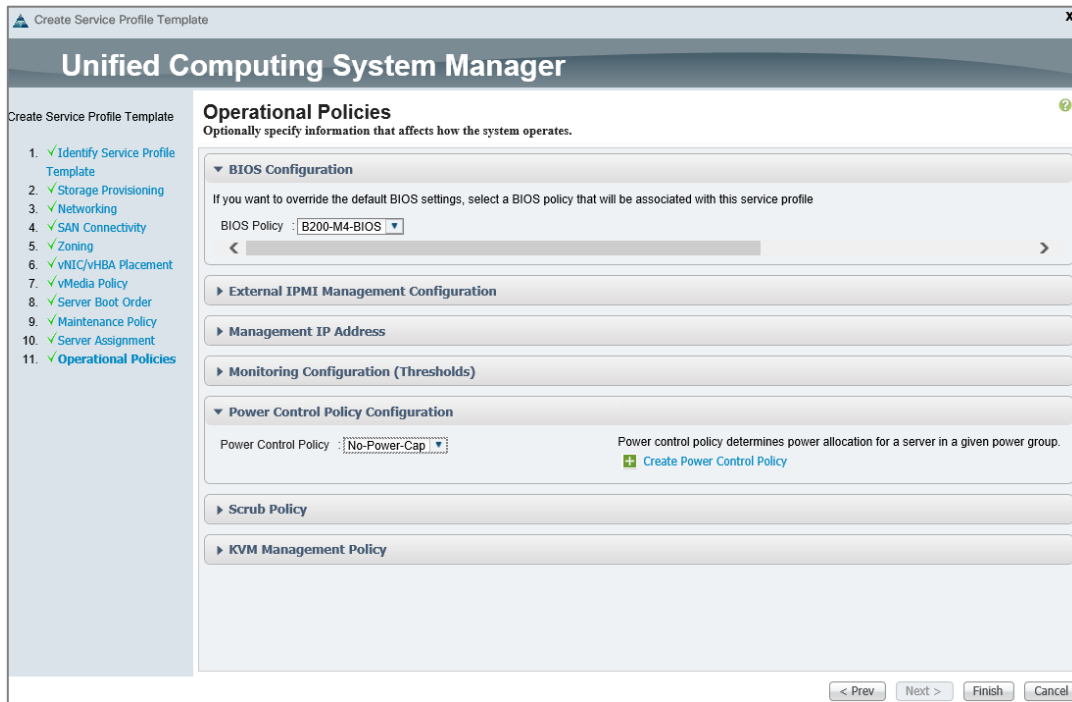 Create Service Profile Template
X
Unified Computing System Manager
Create Service Profile Template
1. Identify Service Profile
Template
2. Storage Provisioning
3. Networking
4. SAN Connectivity
5. Zoning
6. vNIC/vHBA Placement
7. vMedia Policy
8. Server Boot Order
9. Maintenance Policy
10. Server Assignment
11. Operational Policies
Operational Policies
?
Optionally specify information that affects how the system operates.
BIOS Configuration
If you want to override the default BIOS settings, select a BIOS policy that will be associated with this service profile
BIOS Policy : B200-M4-BIOS
External IPMI Management Configuration
Management IP Address
Monitoring Configuration (Thresholds)
Power Control Policy Configuration
Power Control Policy : No-Power-Cap
Power control policy determines power allocation for a server in a given power group.
Create Power Control Policy
Scrub Policy
KVM Management Policy
< Prev
Next >
Finish
Cancel